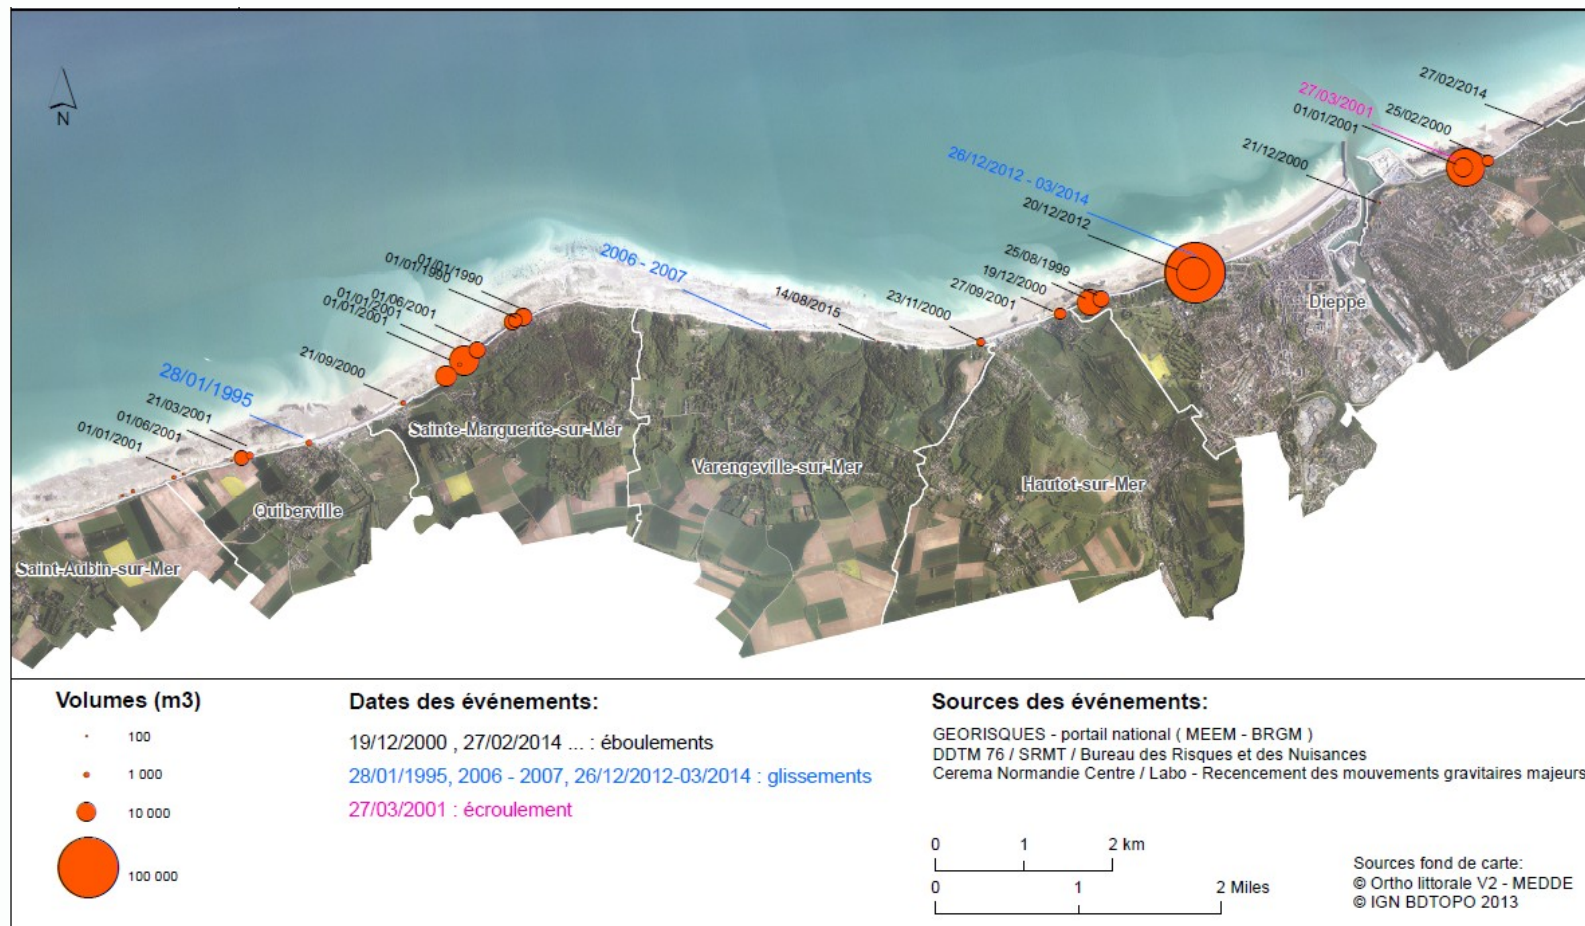 N
27/02/2014
25/02/2000
27/03/2001
01/01/2001
21/12/2000
26/12/2012 - 03/2014
20/12/2012
25/08/1999
19/12/2000
27/09/2001
23/11/2000
14/08/2015
2006 - 2007
01/01/1990
01/01/1990
01/06/2001
01/01/2001
01/01/2001
21/09/2000
28/01/1995
21/03/2001
01/06/2001
01/01/2001
Dieppe
Sainte-Marguerite-sur-Mer
Varengeville-sur-Mer
Hautot-sur-Mer
Quiberville
Saint-Aubin-sur-Mer
Volumes (m3)
100
1 000
10 000
100 000
Dates des événements:
19/12/2000 , 27/02/2014 ... : éboulements
28/01/1995, 2006 - 2007, 26/12/2012-03/2014 : glissements
27/03/2001 : écroulement
Sources des événements:
GEORISQUES - portail national ( MEEM - BRGM )
DDTM 76 / SRMT / Bureau des Risques et des Nuisances
Cerema Normandie Centre / Labo - Recencement des mouvements gravitaires majeurs
0 1 2 km
0 1 2 Miles
Sources fond de carte:
© Ortho littorale V2 - MEDDE
© IGN BDTOPO 2013